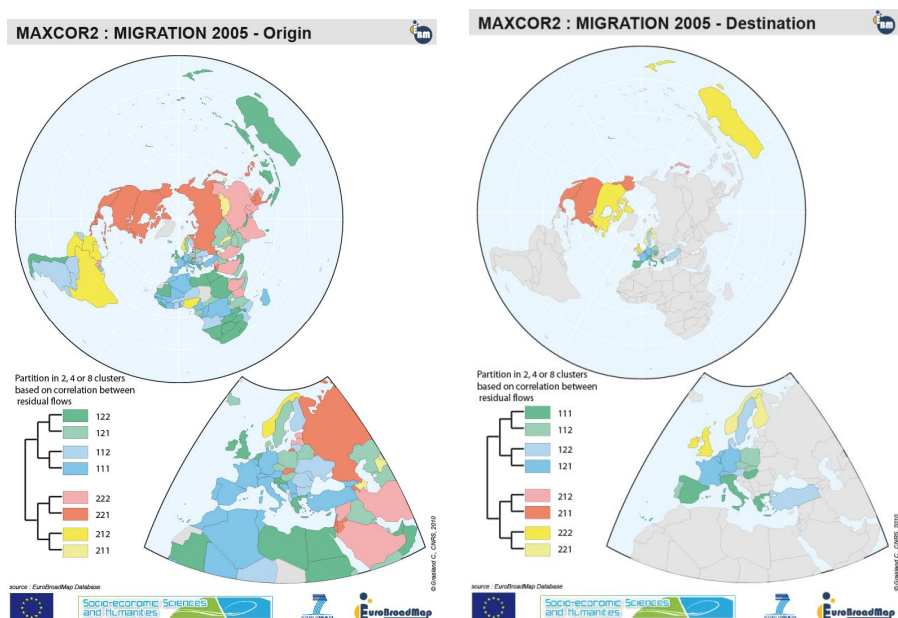 MAXCOR2 : MIGRATION 2005 - Origin
BM
Partition in 2, 4 or 8 clusters
based on correlation between
residual flows
122
121
112
111
222
221
212
211
© Grasland C., CNRS, 2010
source : EuroBroadMap Database
Socio-economic Sciences
and Humanities
EuroBroadMap
MAXCOR2 : MIGRATION 2005 - Destination
BM
Partition in 2, 4 or 8 clusters
based on correlation between
residual flows
111
112
122
121
212
211
222
221
© Grasland C., CNRS, 2010
source : EuroBroadMap Database
Socio-economic Sciences
and Humanities
EuroBroadMap